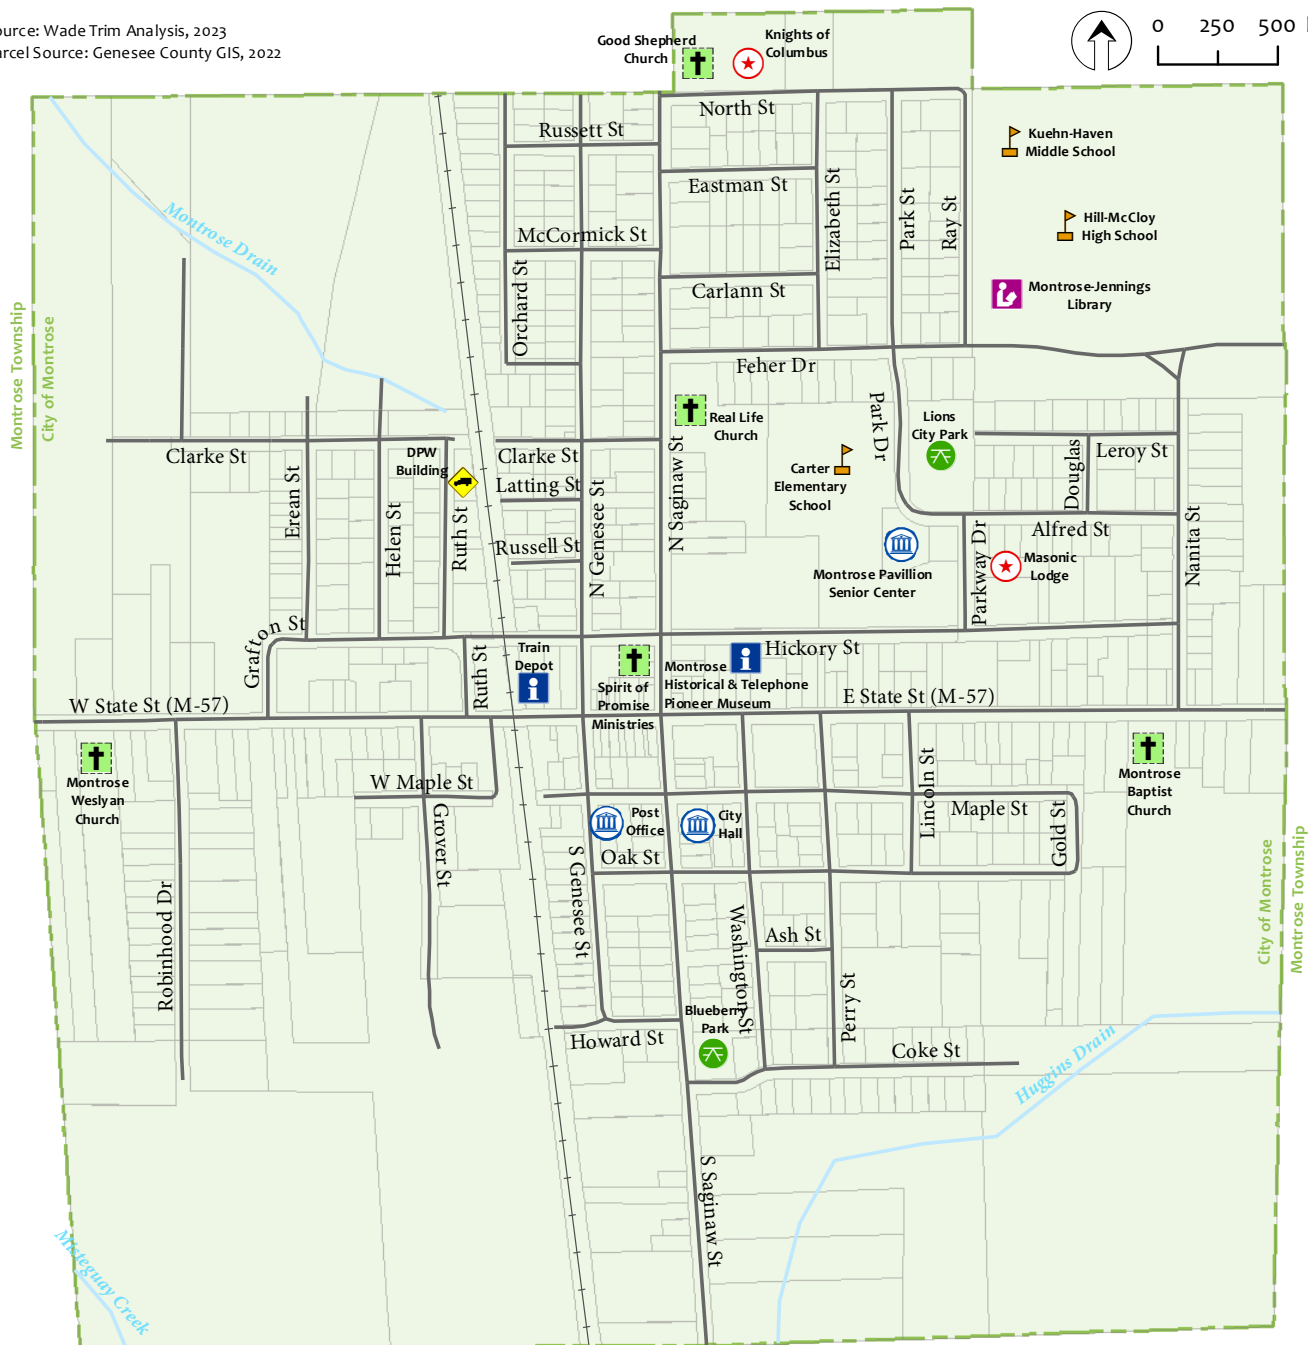 ource: Wade Trim Analysis, 2023
arcel Source: Genesee County GIS, 2022
0 250 500
Good Shepherd
Church
Knights of
Columbus
North St
Russett St
Kuehn-Haven
Middle School
Eastman St
Elizabeth St
Park St
Ray St
Hill-McCloy
High School
Montrose Drain
McCormick St
Orchard St
Carlann St
Montrose-Jennings
Library
Montrose Township
City of Montrose
Feher Dr
Park Dr
Real Life
Church
Lions
City Park
Clarke St
DPW
Building
Clarke St
Latting St
Carter
Elementary
School
Douglas
Leroy St
Erean St
Helen St
Ruth St
Russell St
N Genesee St
N Saginaw St
Alfred St
Nanita St
Parkway Dr
Masonic
Lodge
Montrose Pavillion
Senior Center
Grafton St
Ruth St
Train
Depot
Spirit of
Promise
Ministries
Hickory St
Montrose
Historical & Telephone
Pioneer Museum
W State St (M-57)
E State St (M-57)
Montrose
Weslyan
Church
W Maple St
Grover St
Post
Office
City
Hall
Oak St
Lincoln St
Maple St
Gold St
Montrose
Baptist
Church
City of Montrose
Montrose Township
Robinhood Dr
S Genesee St
Washington St
Ash St
Perry St
Blueberry
Park
Howard St
Coke St
Huggins Drain
S Saginaw St
Misteguay Creek